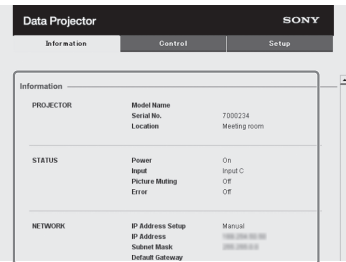 Data Projector
SONY
Information Control Setup
Information
PROJECTOR Model Name
Serial No. 7000234
Location Meeting room
STATUS Power On
Input Input C
Picture Muting Off
Error Off
NETWORK IP Address Setup Manual
IP Address
Subnet Mask
Default Gateway